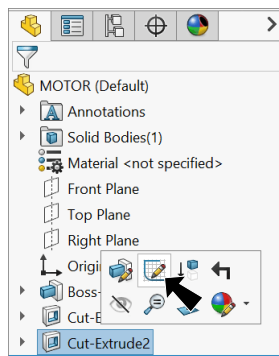 MOTOR (Default)
Annotations
Solid Bodies(1)
Material <not specified>
Front Plane
Top Plane
Right Plane
Origi
Boss-
Cut-E
Cut-Extrude2